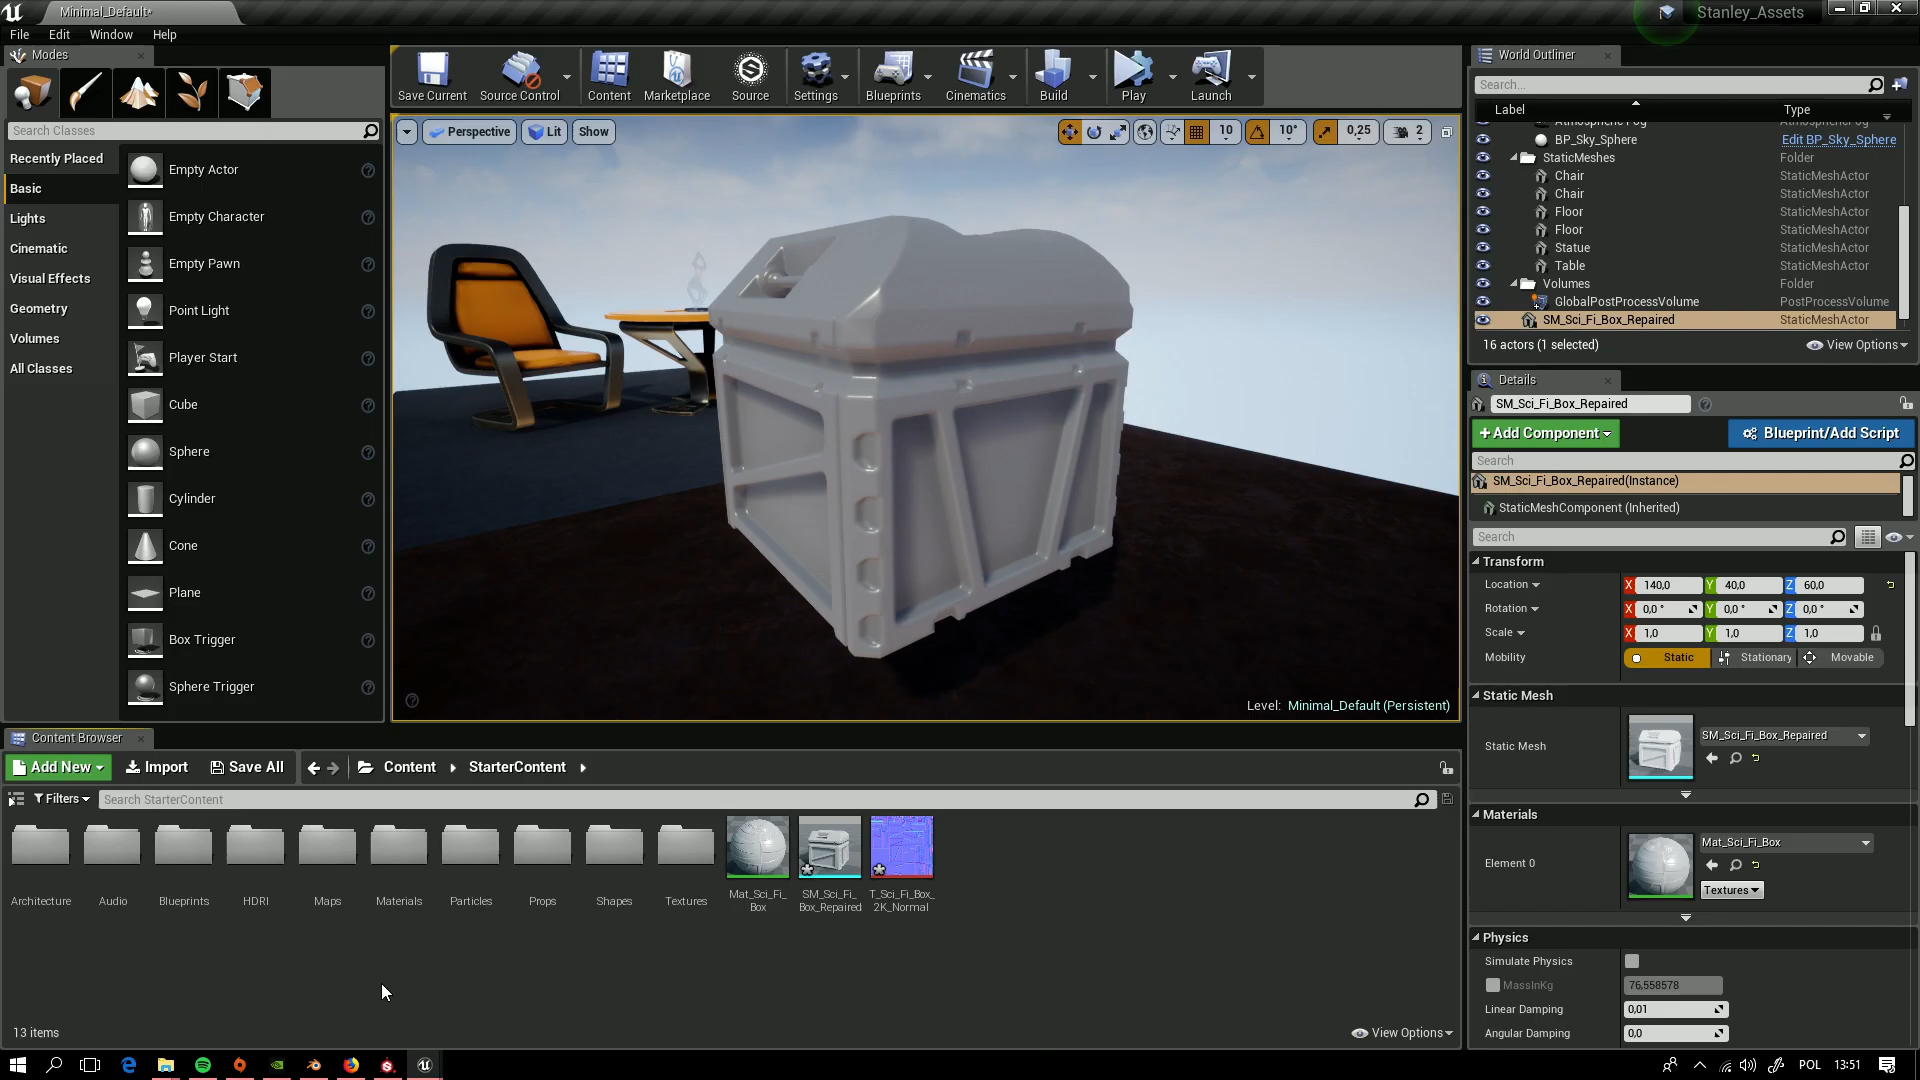 Minimal_Default•
Stanley_Assets
File
Edit
Window
Help
Modes
Search Classes
Recently Placed
Basic
Lights
Cinematic
Visual Effects
Geometry
Volumes
All Classes
Empty Actor
Empty Character
Empty Pawn
Point Light
Player Start
Cube
Sphere
Cylinder
Cone
Plane
Box Trigger
Sphere Trigger
Save Current
Source Control
Content
Marketplace
Source
Settings
Blueprints
Cinematics
Build
Play
Launch
Perspective
Lit
Show
10
10°
0,25
2
Level: Minimal_Default (Persistent)
World Outliner
Search...
Label
Type
Atmospheric Fog
AtmosphericFog
BP_Sky_Sphere
Edit BP_Sky_Sphere
StaticMeshes
Folder
Chair
StaticMeshActor
Chair
StaticMeshActor
Floor
StaticMeshActor
Floor
StaticMeshActor
Statue
StaticMeshActor
Table
StaticMeshActor
Volumes
Folder
GlobalPostProcessVolume
PostProcessVolume
SM_Sci_Fi_Box_Repaired
StaticMeshActor
16 actors (1 selected)
View Options
Details
SM_Sci_Fi_Box_Repaired
+Add Component
Blueprint/Add Script
Search
SM_Sci_Fi_Box_Repaired(Instance)
StaticMeshComponent (Inherited)
Search
Transform
Location
X 140,0 Y 40,0 Z 60,0
Rotation
X 0,0 ° Y 0,0 ° Z 0,0 °
Scale
X 1,0 Y 1,0 Z 1,0
Mobility
Static
Stationary
Movable
Static Mesh
Static Mesh
SM_Sci_Fi_Box_Repaired
Materials
Element 0
Mat_Sci_Fi_Box
Textures
Physics
Simulate Physics
MassInKg
76,558578
Linear Damping
0,01
Angular Damping
0,0
Content Browser
Add New
Import
Save All
Content
StarterContent
Filters
Search StarterContent
Architecture
Audio
Blueprints
HDRI
Maps
Materials
Particles
Props
Shapes
Textures
Mat_Sci_Fi_
Box
SM_Sci_Fi_
Box_Repaired
T_Sci_Fi_Box_
2K_Normal
13 items
View Options
POL
13:51